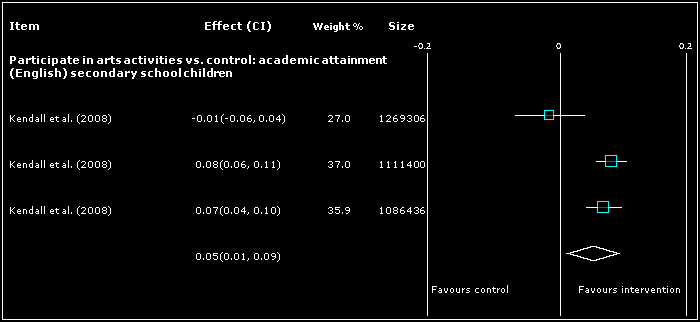 Item Effect (CI) Weight % Size
-0.2 0 0.2
Participate in arts activities vs. control: academic attainment
(English) secondary school children
Kendall et al. (2008) -0.01(-0.06, 0.04) 27.0 1269306
Kendall et al. (2008) 0.08(0.06, 0.11) 37.0 1111400
Kendall et al. (2008) 0.07(0.04, 0.10) 35.9 1086436
0.05(0.01, 0.09)
Favours control Favours intervention